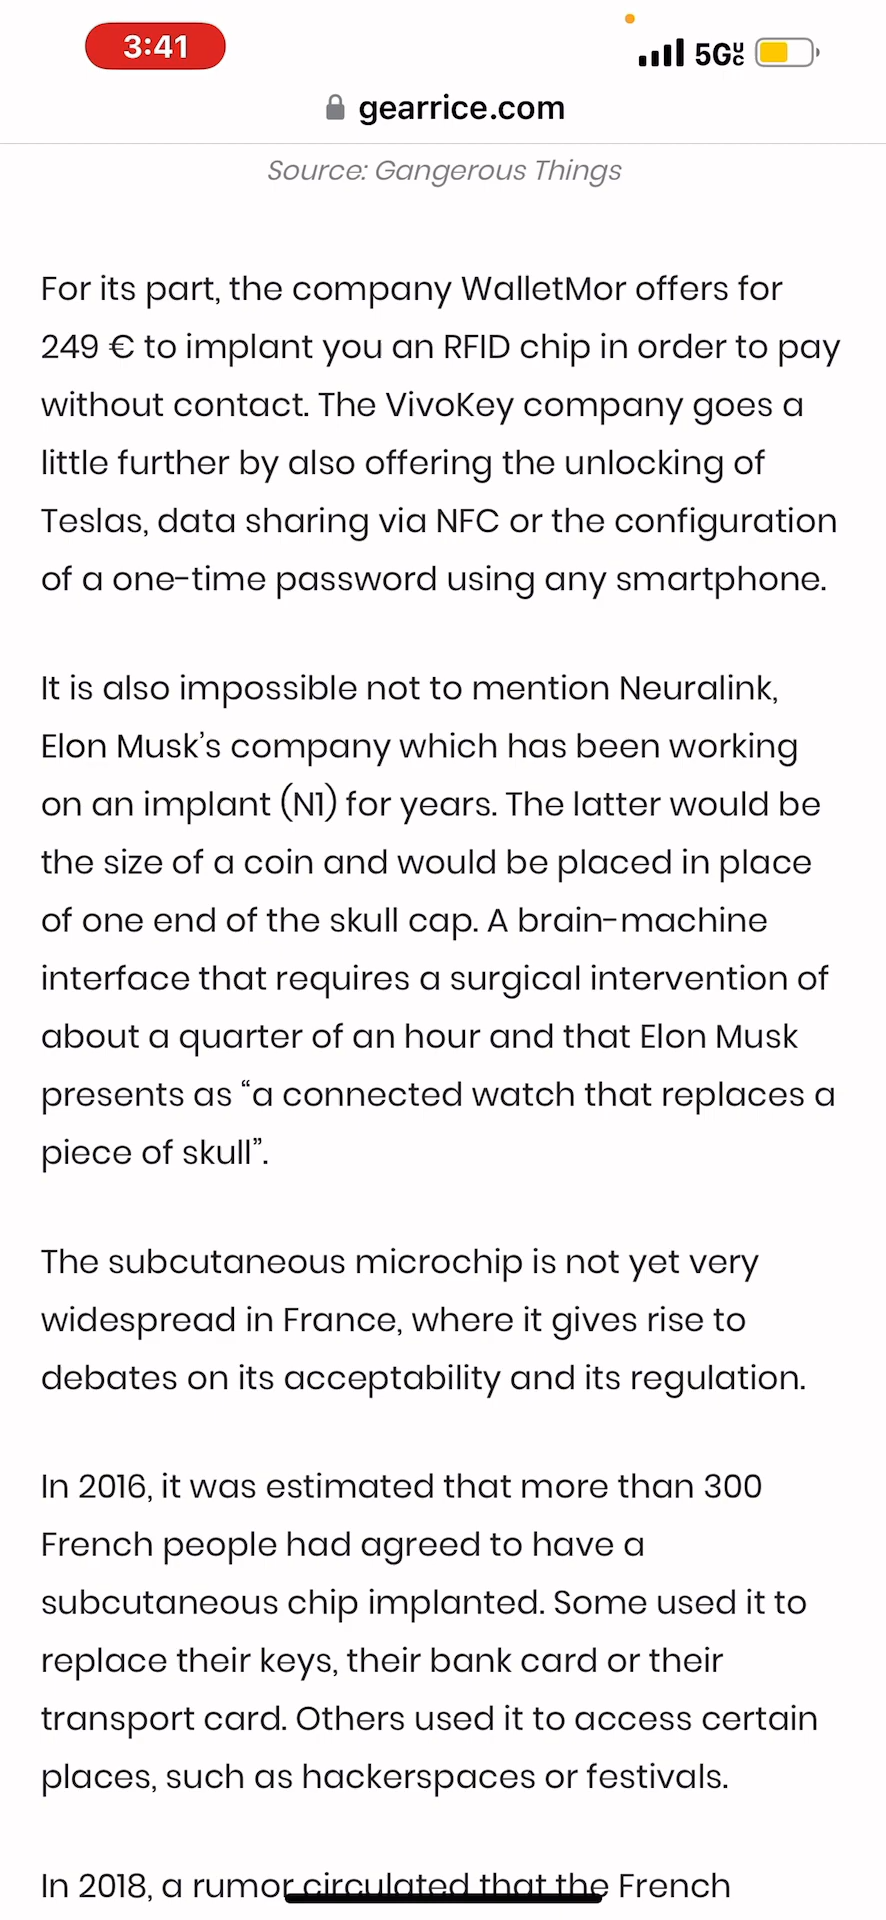 3:41
5GUC
gearrice.com
Source: Gangerous Things
For its part, the company WalletMor offers for
249 € to implant you an RFID chip in order to pay
without contact. The VivoKey company goes a
little further by also offering the unlocking of
Teslas, data sharing via NFC or the configuration
of a one-time password using any smartphone.
It is also impossible not to mention Neuralink,
Elon Musk’s company which has been working
on an implant (N1) for years. The latter would be
the size of a coin and would be placed in place
of one end of the skull cap. A brain-machine
interface that requires a surgical intervention of
about a quarter of an hour and that Elon Musk
presents as “a connected watch that replaces a
piece of skull”.
The subcutaneous microchip is not yet very
widespread in France, where it gives rise to
debates on its acceptability and its regulation.
In 2016, it was estimated that more than 300
French people had agreed to have a
subcutaneous chip implanted. Some used it to
replace their keys, their bank card or their
transport card. Others used it to access certain
places, such as hackerspaces or festivals.
In 2018, a rumor circulated that the French